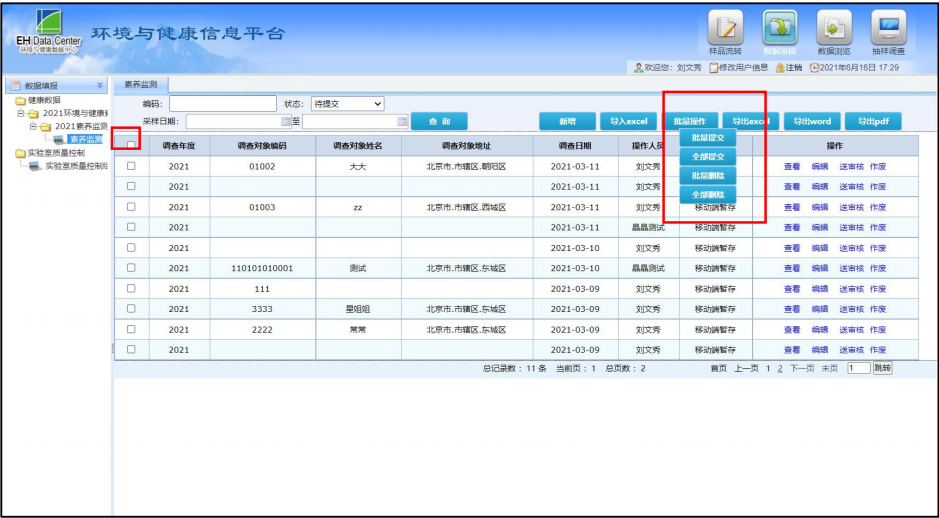 EH Data Center
环境与健康数据中心
环境与健康信息平台
样品流转
数据审核
数据浏览
抽样调查
欢迎您: 刘文秀 修改用户信息 注销 2021年6月16日 17:29
数据填报
素养监测
健康数据
2021环境与健康
2021素养监测
素养监测
实验室质量控制
实验室质量控制
编码:
状态: 待提交
采样日期: 至
查 询
新增
导入excel
批量操作
导出excel
导出word
导出pdf
批量提交
全部提交
批量删除
全部删除
调查年度 调查对象编码 调查对象姓名 调查对象地址 调查日期 操作人员 操作
2021 01002 大大 北京市.市辖区.朝阳区 2021-03-11 刘文秀 查看 编辑 送审核 作废
2021 2021-03-11 刘文秀 查看 编辑 送审核 作废
2021 01003 zz 北京市.市辖区.西城区 2021-03-11 刘文秀 移动端暂存 查看 编辑 送审核 作废
2021 2021-03-11 晶晶测试 移动端暂存 查看 编辑 送审核 作废
2021 2021-03-10 刘文秀 移动端暂存 查看 编辑 送审核 作废
2021 110101010001 测试 北京市.市辖区.东城区 2021-03-10 晶晶测试 移动端暂存 查看 编辑 送审核 作废
2021 111 2021-03-09 刘文秀 移动端暂存 查看 编辑 送审核 作废
2021 3333 星姐姐 北京市.市辖区.东城区 2021-03-09 刘文秀 移动端暂存 查看 编辑 送审核 作废
2021 2222 常常 北京市.市辖区.东城区 2021-03-09 刘文秀 移动端暂存 查看 编辑 送审核 作废
2021 2021-03-09 刘文秀 移动端暂存 查看 编辑 送审核 作废
总记录数: 11 条 当前页: 1 总页数: 2 首页 上一页 1 2 下一页 末页 1 跳转